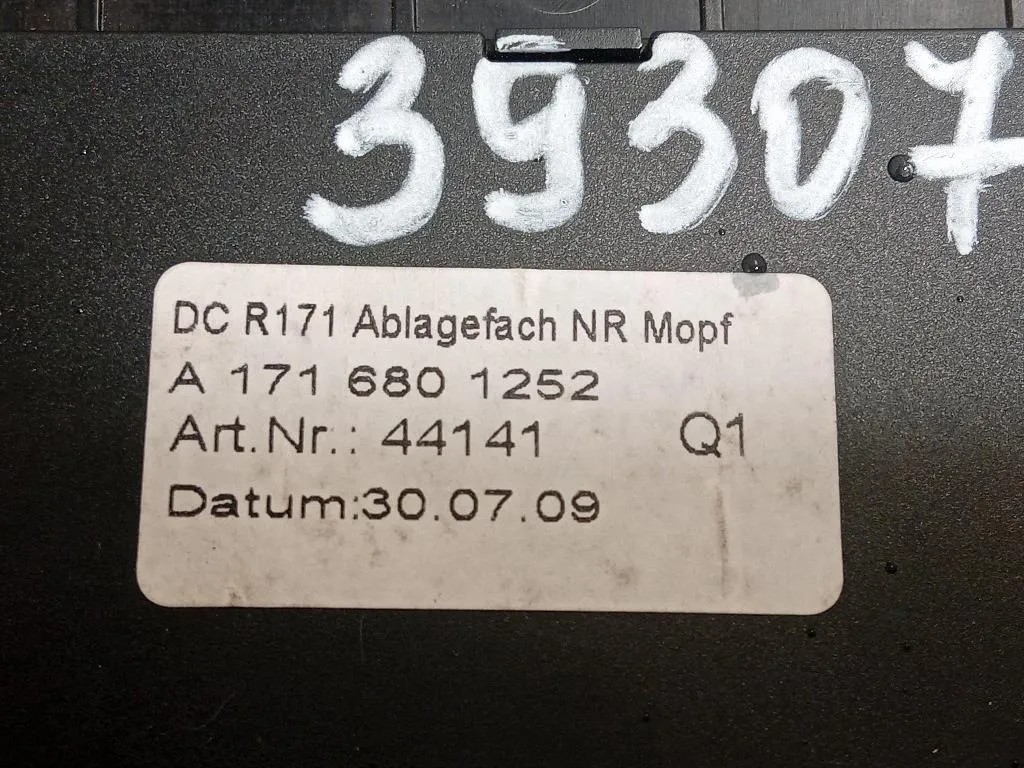 39307
DC R171 Ablagefach NR Mopf
A 171 680 1252
Art.Nr.: 44141 Q1
Datum:30.07.09